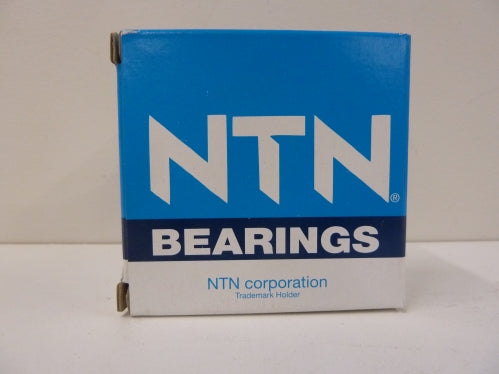 NTN®
BEARINGS
NTN corporation
Trademark Holder